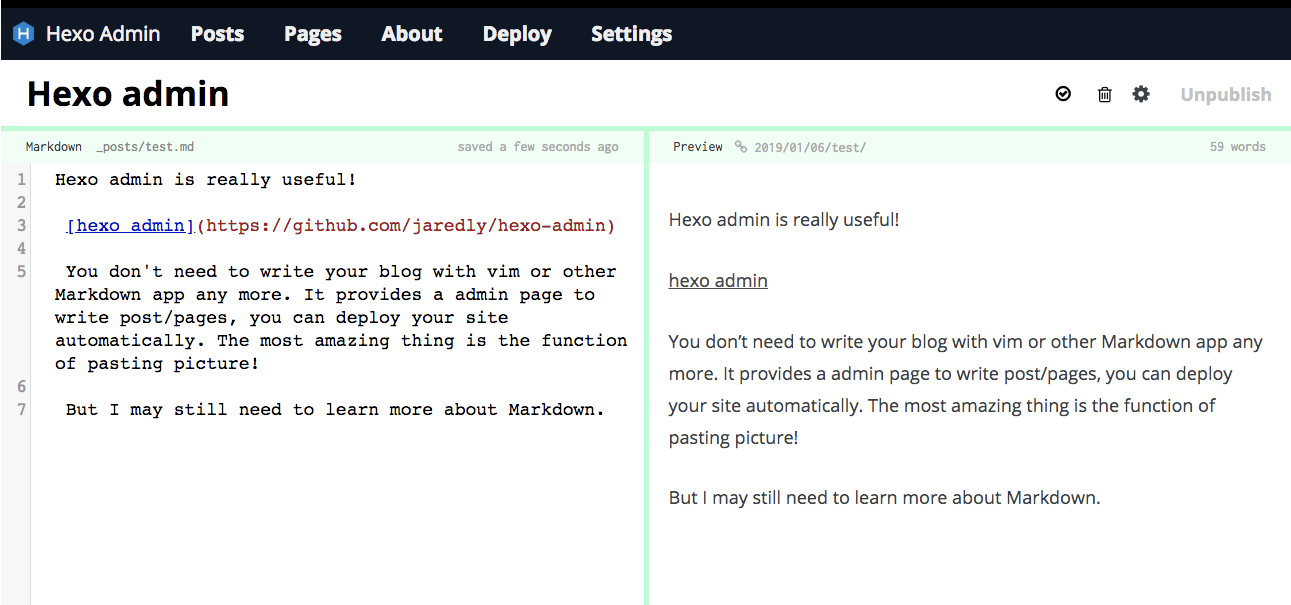 Hexo Admin Posts Pages About Deploy Settings
Hexo admin Unpublish
Markdown _posts/test.md saved a few seconds ago
1 Hexo admin is really useful!
2
3 [hexo admin](https://github.com/jaredly/hexo-admin)
4
5 You don't need to write your blog with vim or other
Markdown app any more. It provides a admin page to
write post/pages, you can deploy your site
automatically. The most amazing thing is the function
of pasting picture!
6
7 But I may still need to learn more about Markdown.
Preview 2019/01/06/test/ 59 words
Hexo admin is really useful!
hexo admin
You don’t need to write your blog with vim or other Markdown app any
more. It provides a admin page to write post/pages, you can deploy
your site automatically. The most amazing thing is the function of
pasting picture!
But I may still need to learn more about Markdown.